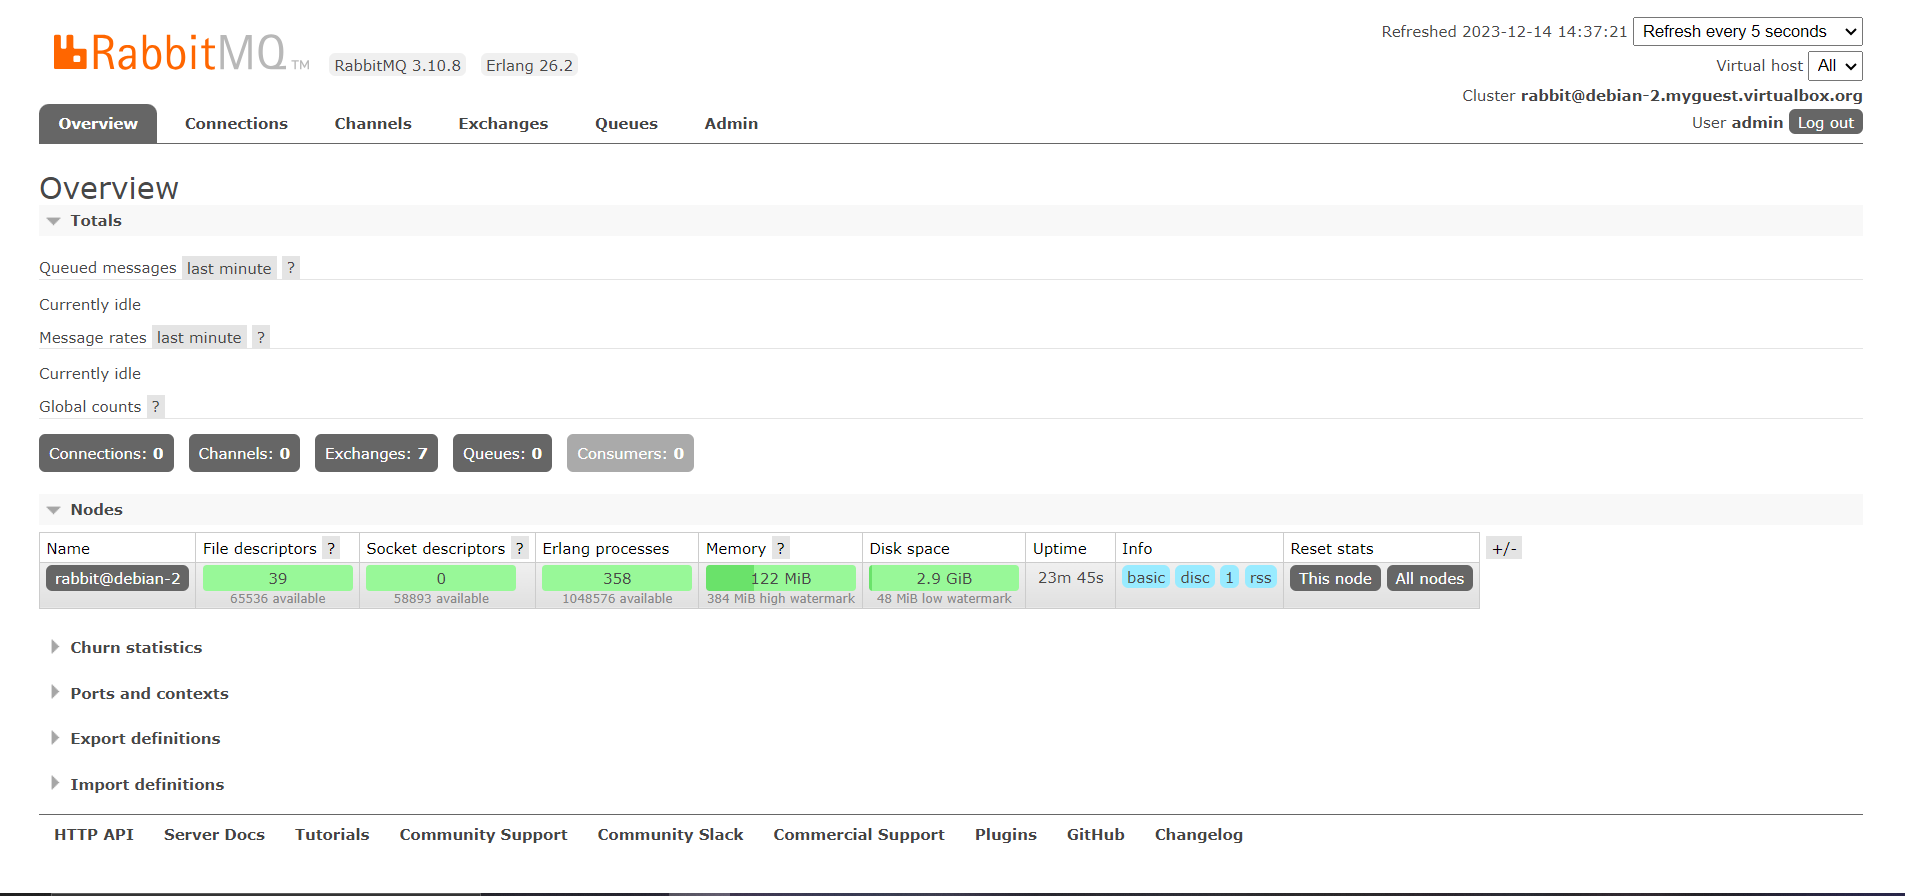 RabbitMQ TM RabbitMQ 3.10.8 Erlang 26.2
Refreshed 2023-12-14 14:37:21 Refresh every 5 seconds
Virtual host All
Cluster rabbit@debian-2.myguest.virtualbox.org
User admin Log out
Overview Connections Channels Exchanges Queues Admin
Overview
Totals
Queued messages last minute ?
Currently idle
Message rates last minute ?
Currently idle
Global counts ?
Connections: 0 Channels: 0 Exchanges: 7 Queues: 0 Consumers: 0
Nodes
Name File descriptors ? Socket descriptors ? Erlang processes Memory ? Disk space Uptime Info Reset stats +/-
rabbit@debian-2 39 0 358 122 MiB 2.9 GiB 23m 45s basic disc 1 rss This node All nodes
65536 available 58893 available 1048576 available 384 MiB high watermark 48 MiB low watermark
Churn statistics
Ports and contexts
Export definitions
Import definitions
HTTP API Server Docs Tutorials Community Support Community Slack Commercial Support Plugins GitHub Changelog